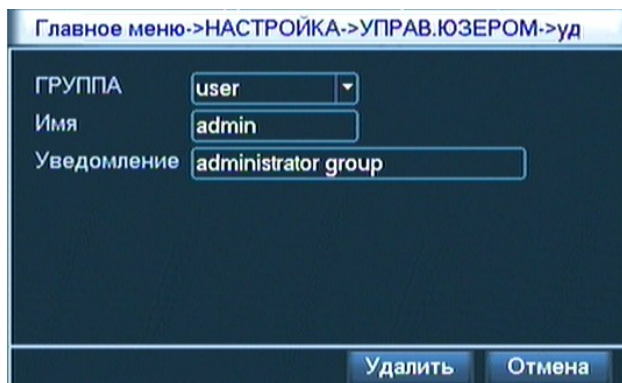 Главное меню->НАСТРОЙКА->УПРАВ.ЮЗЕРОМ->уд
ГРУППА user
Имя admin
Уведомление administrator group
Удалить Отмена